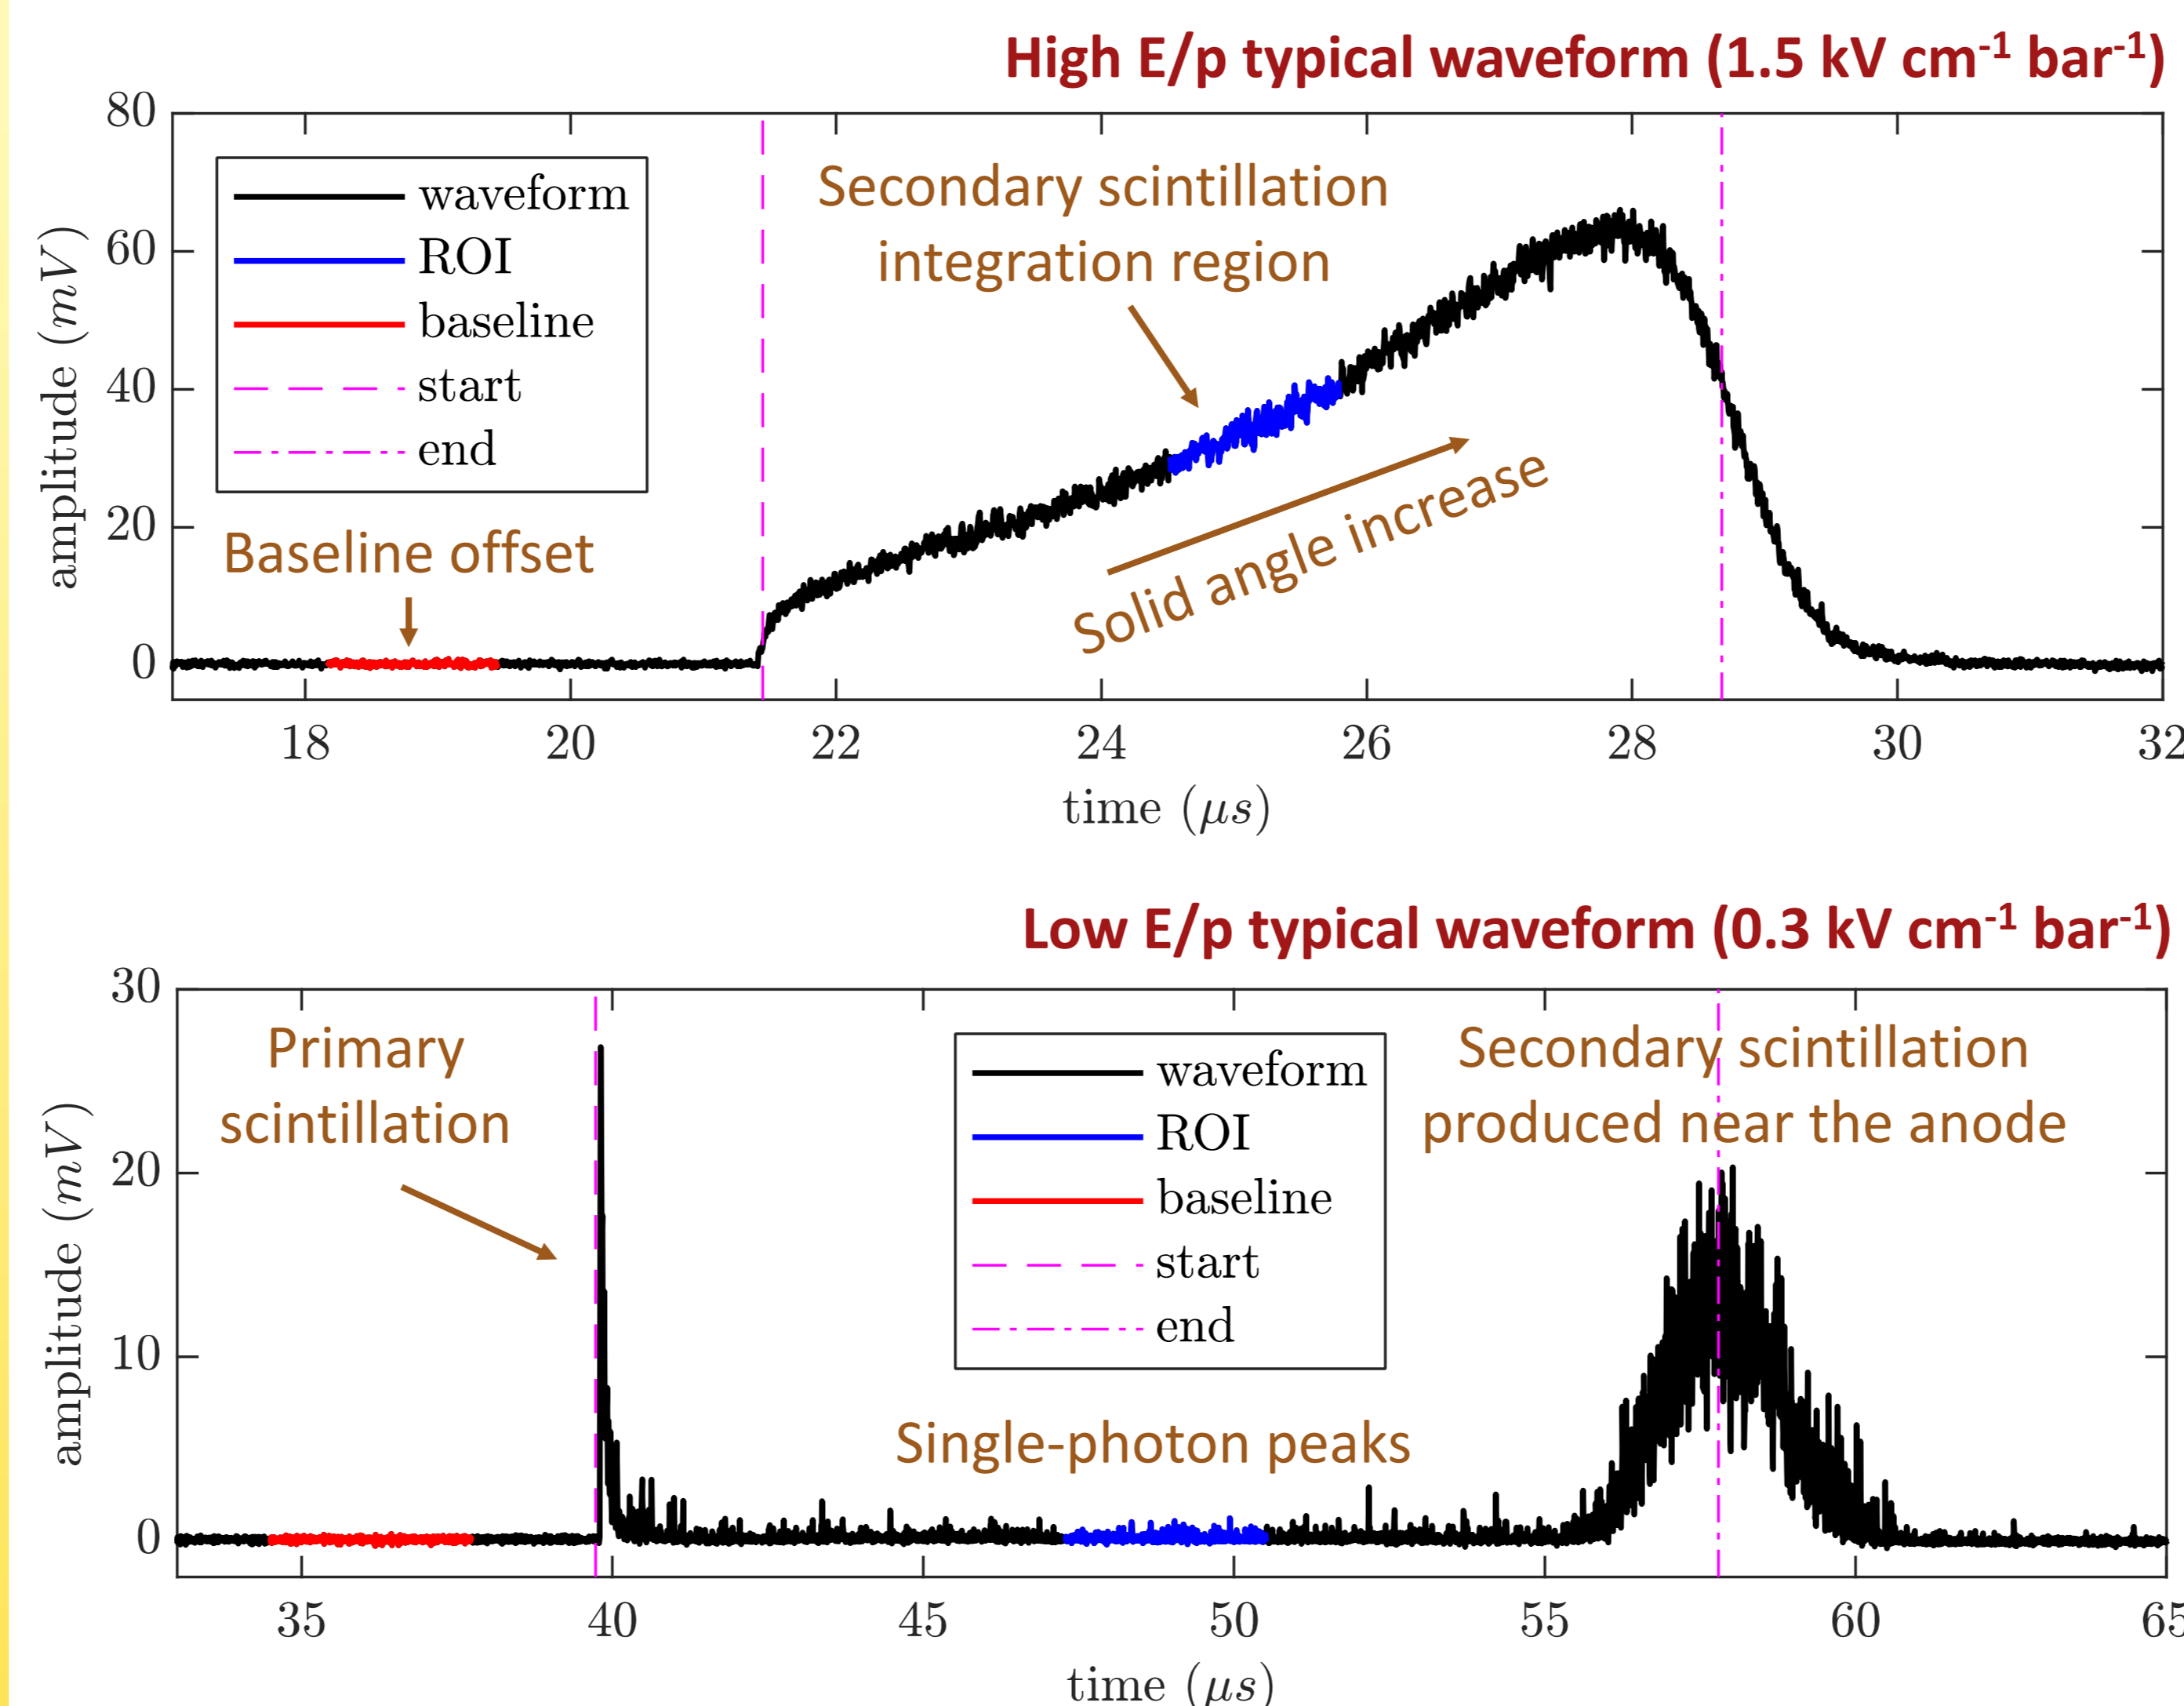 High E/p typical waveform (1.5 kV cm-1 bar-1)
80
60
40
20
0
amplitude (mV)
waveform
ROI
baseline
start
end
Secondary scintillation
integration region
Baseline offset
Solid angle increase
18 20 22 24 26 28 30 32
time (μs)
Low E/p typical waveform (0.3 kV cm-1 bar-1)
30
20
10
0
amplitude (mV)
Primary
scintillation
waveform
ROI
baseline
start
end
Secondary scintillation
produced near the anode
Single-photon peaks
35 40 45 50 55 60 65
time (μs)